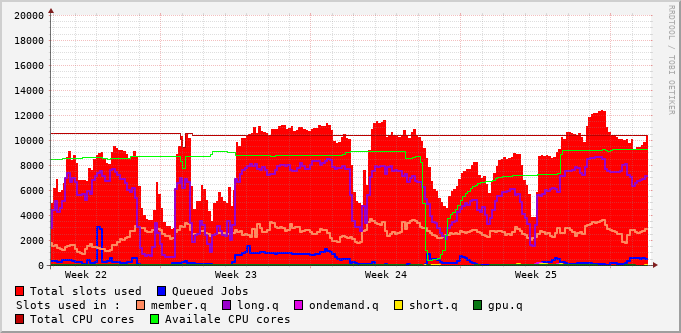 20000
18000
16000
14000
12000
10000
8000
6000
4000
2000
0
Week 22 Week 23 Week 24 Week 25
RRDTOOL / TOBI OETIKER
Total slots used Queued Jobs
Slots used in : member.q long.q ondemand.q short.q gpu.q
Total CPU cores Availale CPU cores